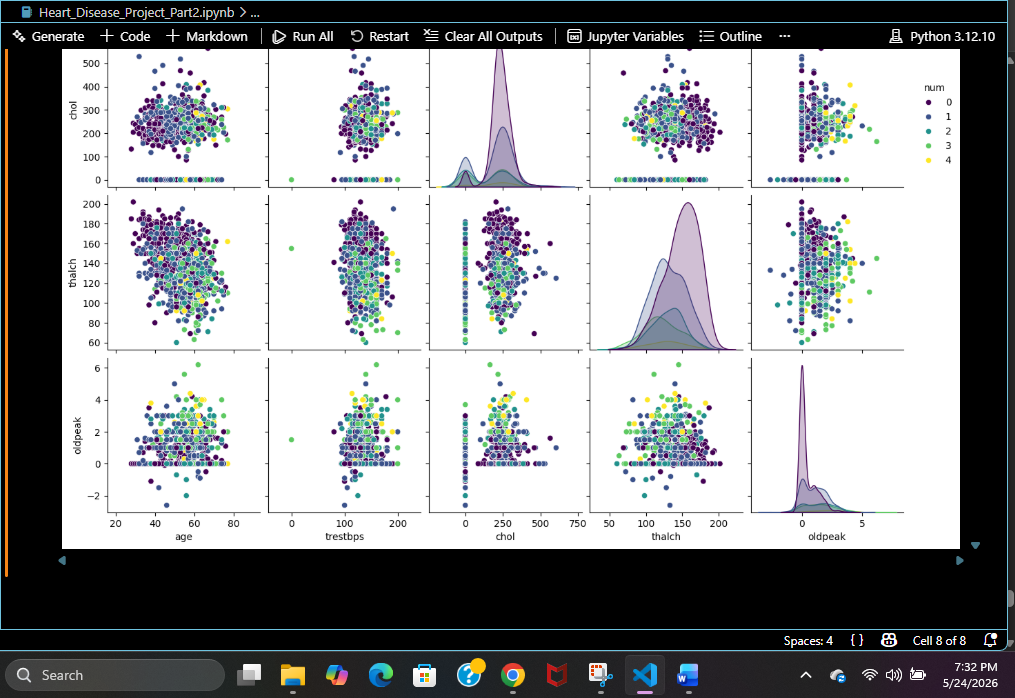 Heart_Disease_Project_Part2.ipynb > ...
Generate + Code + Markdown Run All Restart Clear All Outputs Jupyter Variables Outline ... Python 3.12.10
chol
500
400
300
200
100
0
num
0
1
2
3
4
thalch
200
180
160
140
120
100
80
60
oldpeak
6
4
2
0
−2
20 40 60 80 0 100 200 0 250 500 750 50 100 150 200 0 5
age trestbps chol thalch oldpeak
Spaces: 4 { } Cell 8 of 8
Search
7:32 PM
5/24/2026